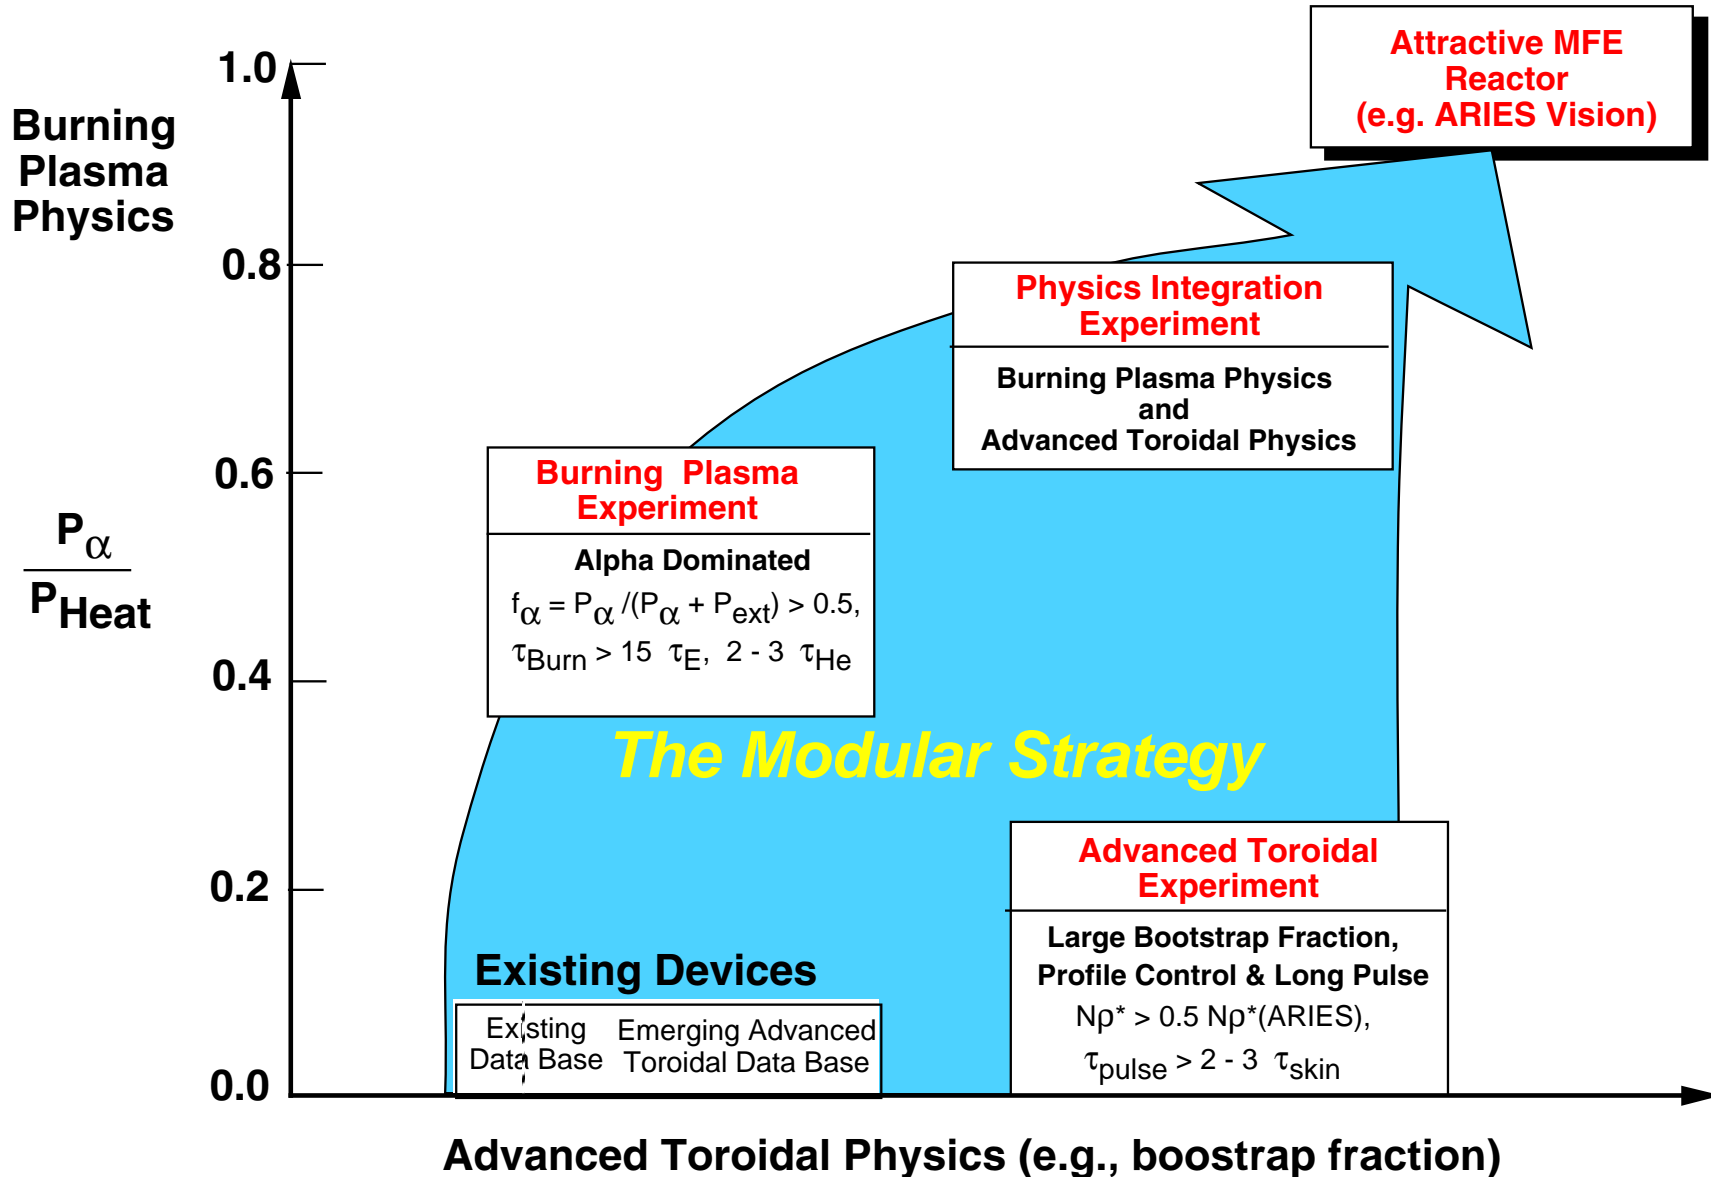 Attractive MFE
Reactor
(e.g. ARIES Vision)
1.0
Burning
Plasma
Physics
0.8
Physics Integration
Experiment
Burning Plasma Physics
and
Advanced Toroidal Physics
0.6
Burning Plasma
Experiment
Alpha Dominated
fα = Pα /(Pα + Pext) > 0.5,
τBurn > 15 τE, 2 - 3 τHe
Pα
PHeat
0.4
The Modular Strategy
0.2
Advanced Toroidal
Experiment
Large Bootstrap Fraction,
Profile Control & Long Pulse
Nρ* > 0.5 Nρ*(ARIES),
τpulse > 2 - 3 τskin
Existing Devices
Existing
Data Base
Emerging Advanced
Toroidal Data Base
0.0
Advanced Toroidal Physics (e.g., boostrap fraction)